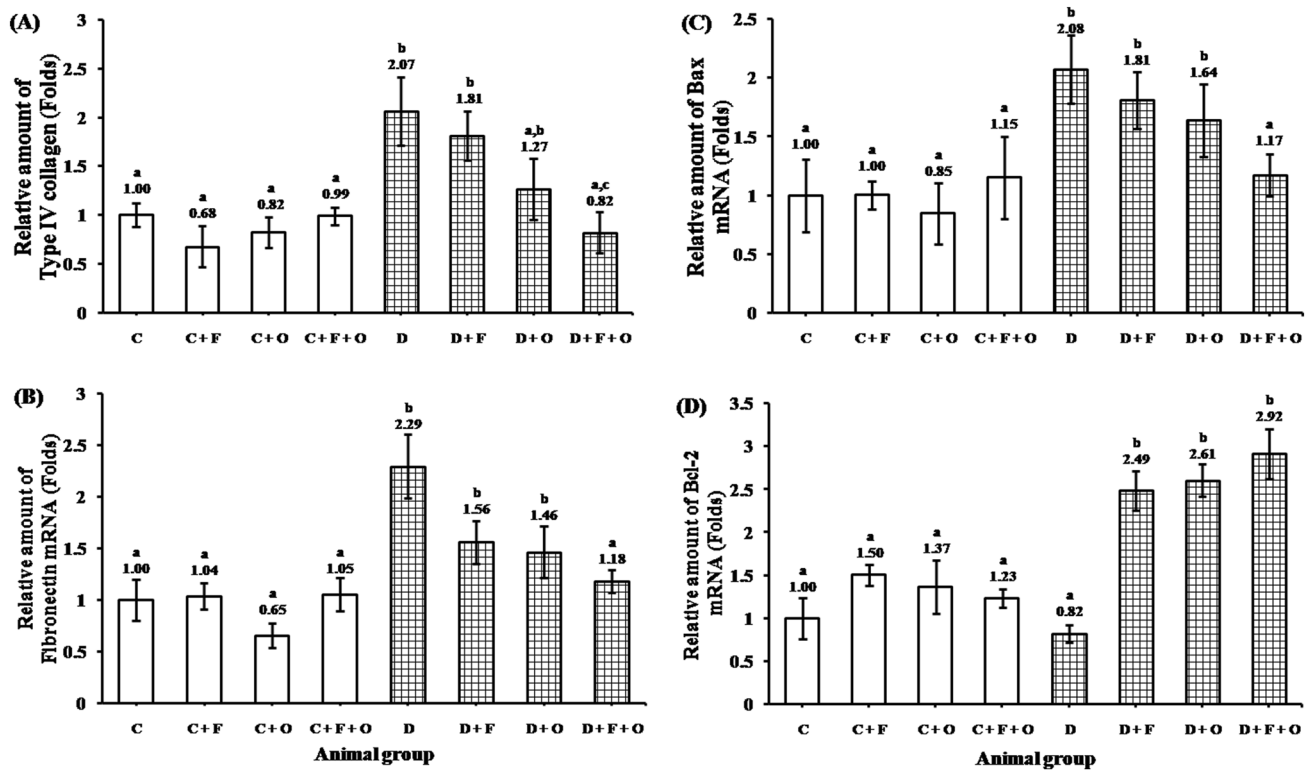 (A)
Relative amount of
Type IV collagen (Folds)
3
2.5
2
1.5
1
0.5
0
a
1.00
a
0.68
a
0.82
a
0.99
b
2.07
b
1.81
a,b
1.27
a,c
0.82
C C + F C + O C + F + O D D + F D + O D + F + O
(B)
Relative amount of
Fibronectin mRNA (Folds)
3
2.5
2
1.5
1
0.5
0
a
1.00
a
1.04
a
0.65
a
1.05
b
2.29
b
1.56
b
1.46
a
1.18
C C + F C + O C + F + O D D + F D + O D + F + O
Animal group
(C)
Relative amount of Bax
mRNA (Folds)
2.5
2
1.5
1
0.5
0
a
1.00
a
1.00
a
0.85
a
1.15
b
2.08
b
1.81
b
1.64
a
1.17
C C + F C + O C + F + O D D + F D + O D + F + O
(D)
Relative amount of Bcl-2
mRNA (Folds)
3.5
3
2.5
2
1.5
1
0.5
0
a
1.00
a
1.50
a
1.37
a
1.23
a
0.82
b
2.49
b
2.61
b
2.92
C C + F C + O C + F + O D D + F D + O D + F + O
Animal group